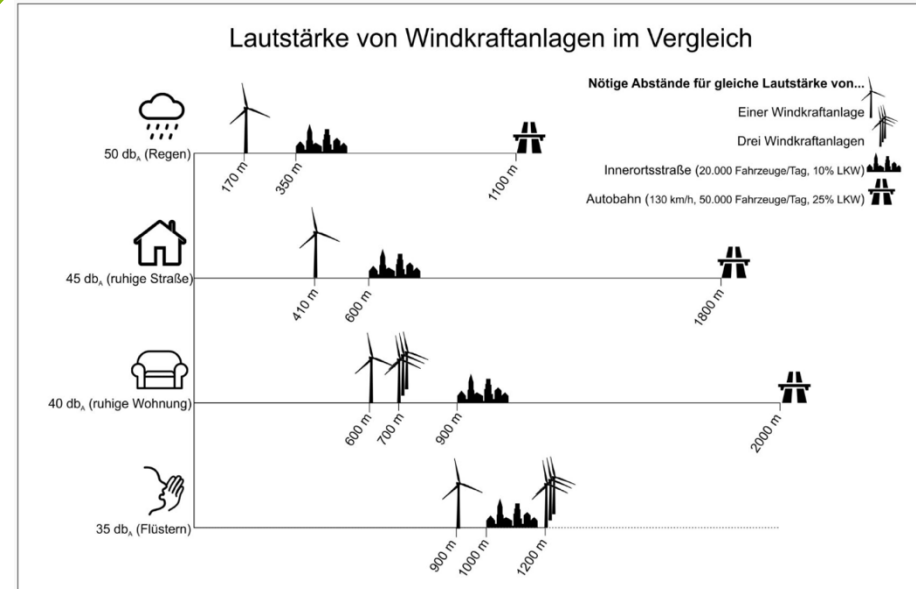 Lautstärke von Windkraftanlagen im Vergleich
Nötige Abstände für gleiche Lautstärke von...
Einer Windkraftanlage
Drei Windkraftanlagen
Innerortsstraße (20.000 Fahrzeuge/Tag, 10% LKW)
Autobahn (130 km/h, 50.000 Fahrzeuge/Tag, 25% LKW)
50 dbA (Regen)
170 m
350 m
1100 m
45 dbA (ruhige Straße)
410 m
600 m
1800 m
40 dbA (ruhige Wohnung)
600 m
700 m
900 m
2000 m
35 dbA (Flüstern)
900 m
1000 m
1200 m